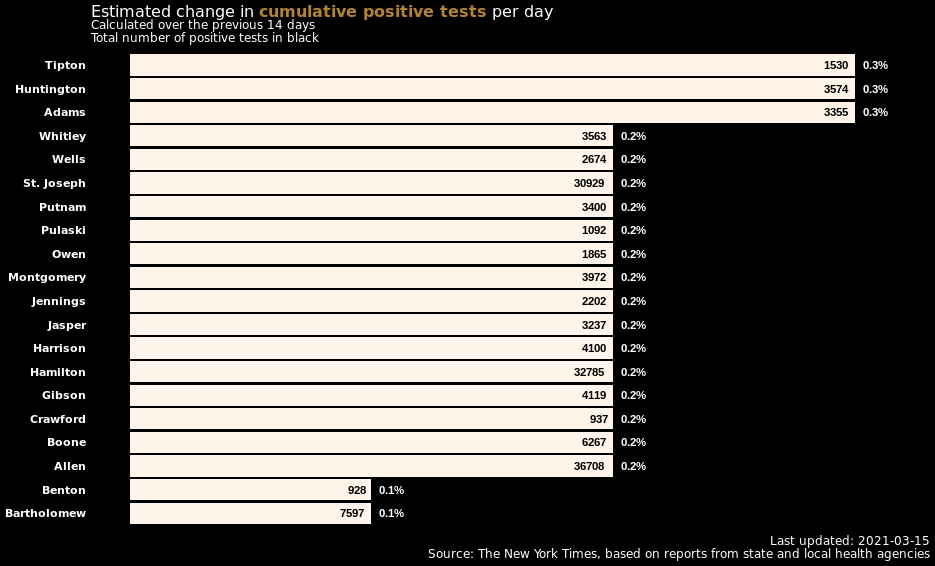 Estimated change in cumulative positive tests per day
Calculated over the previous 14 days
Total number of positive tests in black
Tipton 1530 0.3%
Huntington 3574 0.3%
Adams 3355 0.3%
Whitley 3563 0.2%
Wells 2674 0.2%
St. Joseph 30929 0.2%
Putnam 3400 0.2%
Pulaski 1092 0.2%
Owen 1865 0.2%
Montgomery 3972 0.2%
Jennings 2202 0.2%
Jasper 3237 0.2%
Harrison 4100 0.2%
Hamilton 32785 0.2%
Gibson 4119 0.2%
Crawford 937 0.2%
Boone 6267 0.2%
Allen 36708 0.2%
Benton 928 0.1%
Bartholomew 7597 0.1%
Last updated: 2021-03-15
Source: The New York Times, based on reports from state and local health agencies